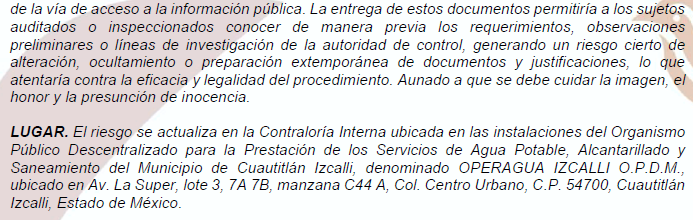 de la vía de acceso a la información pública. La entrega de estos documentos permitiría a los sujetos
auditados o inspeccionados conocer de manera previa los requerimientos, observaciones
preliminares o líneas de investigación de la autoridad de control, generando un riesgo cierto de
alteración, ocultamiento o preparación extemporánea de documentos y justificaciones, lo que
atentaría contra la eficacia y legalidad del procedimiento. Aunado a que se debe cuidar la imagen, el
honor y la presunción de inocencia.
LUGAR. El riesgo se actualiza en la Contraloría Interna ubicada en las instalaciones del Organismo
Público Descentralizado para la Prestación de los Servicios de Agua Potable, Alcantarillado y
Saneamiento del Municipio de Cuautitlán Izcalli, denominado OPERAGUA IZCALLI O.P.D.M.,
ubicado en Av. La Super, lote 3, 7A 7B, manzana C44 A, Col. Centro Urbano, C.P. 54700, Cuautitlán
Izcalli, Estado de México.